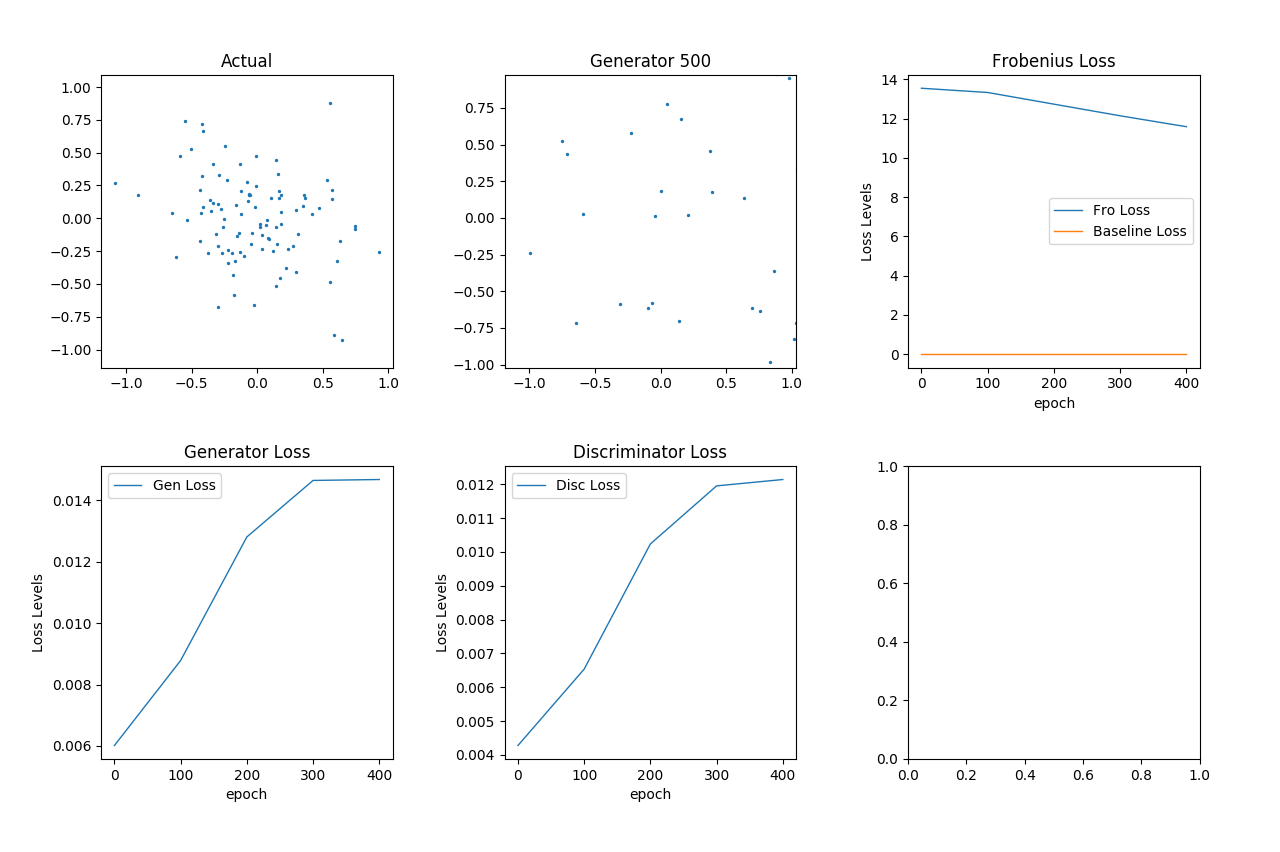 Actual
1.00
0.75
0.50
0.25
0.00
−0.25
−0.50
−0.75
−1.00
−1.0 −0.5 0.0 0.5 1.0
Generator 500
0.75
0.50
0.25
0.00
−0.25
−0.50
−0.75
−1.00
−1.0 −0.5 0.0 0.5 1.0
Frobenius Loss
Loss Levels
14
12
10
8
6
4
2
0
Fro Loss
Baseline Loss
0 100 200 300 400
epoch
Generator Loss
Loss Levels
Gen Loss
0.014
0.012
0.010
0.008
0.006
0 100 200 300 400
epoch
Discriminator Loss
Loss Levels
Disc Loss
0.012
0.011
0.010
0.009
0.008
0.007
0.006
0.005
0.004
0 100 200 300 400
epoch
1.0
0.8
0.6
0.4
0.2
0.0
0.0 0.2 0.4 0.6 0.8 1.0